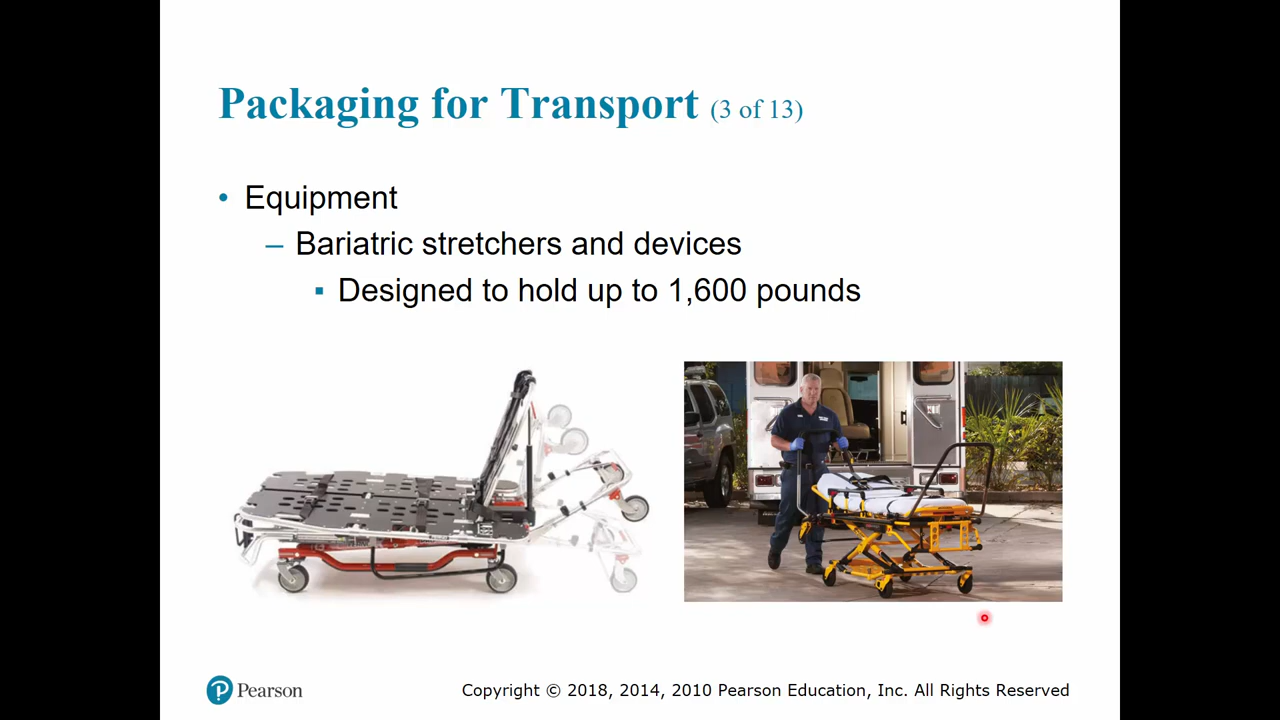 Packaging for Transport (3 of 13)
• Equipment
– Bariatric stretchers and devices
▪ Designed to hold up to 1,600 pounds
Pearson
Copyright © 2018, 2014, 2010 Pearson Education, Inc. All Rights Reserved